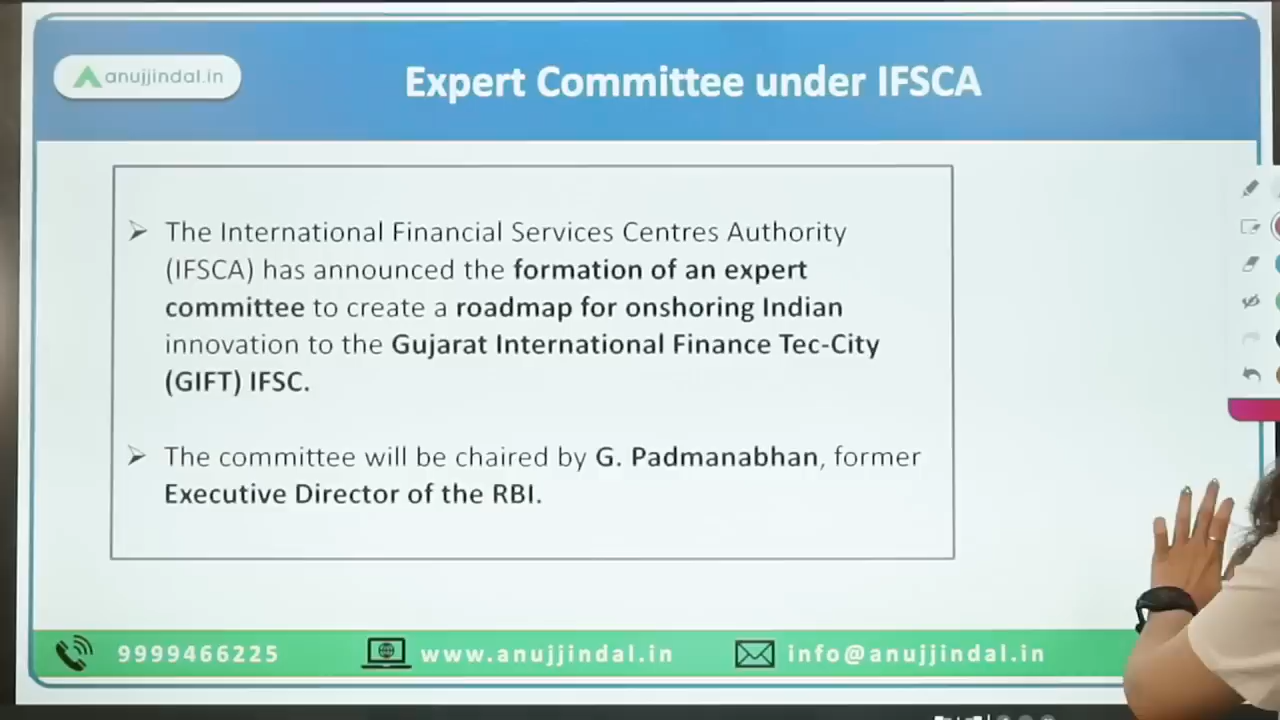 anujjindal.in
Expert Committee under IFSCA
The International Financial Services Centres Authority
(IFSCA) has announced the formation of an expert
committee to create a roadmap for onshoring Indian
innovation to the Gujarat International Finance Tec-City
(GIFT) IFSC.
The committee will be chaired by G. Padmanabhan, former
Executive Director of the RBI.
9999466225
www.anujjindal.in
info@anujjindal.in